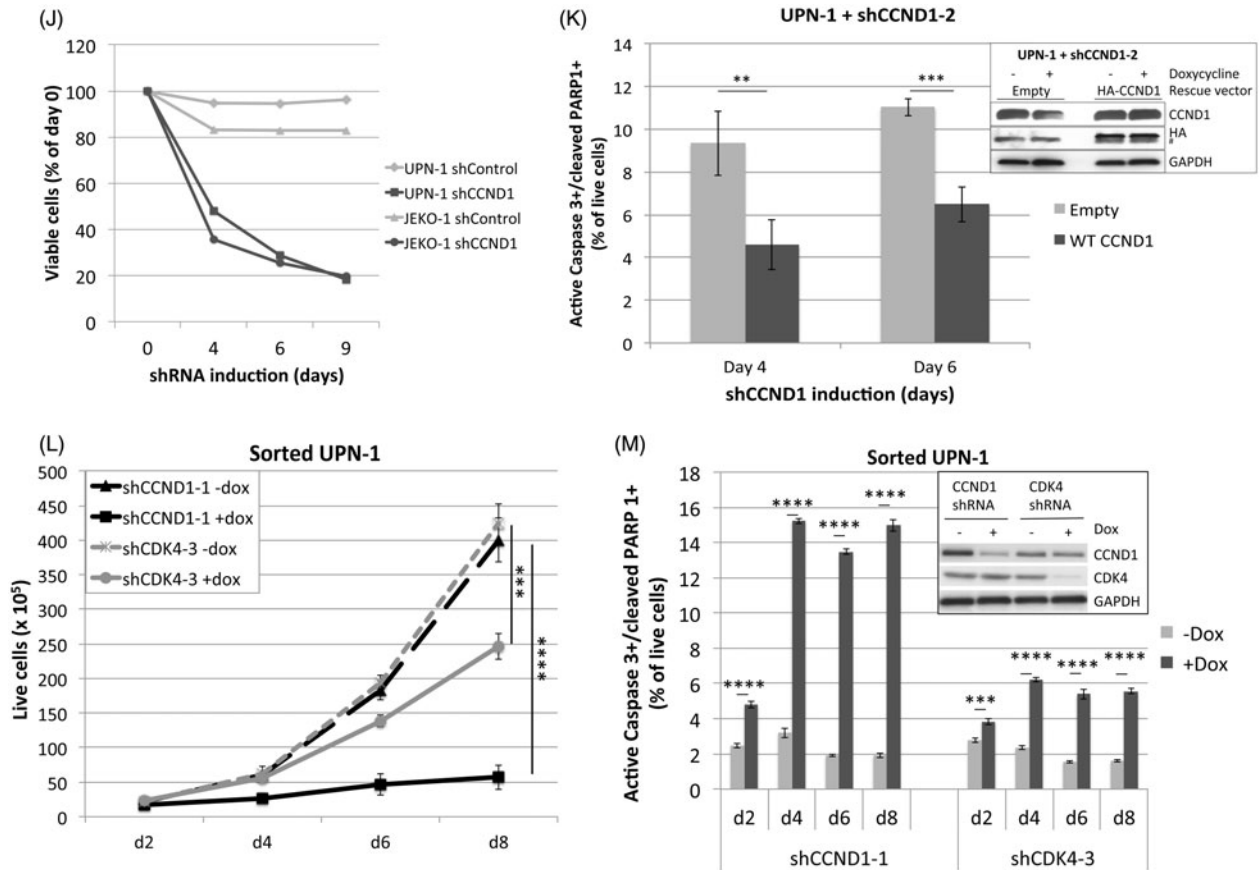 (J)
120
100
80
60
40
20
0
Viable cells (% of day 0)
0 4 6 9
shRNA induction (days)
UPN-1 shControl
UPN-1 shCCND1
JEKO-1 shControl
JEKO-1 shCCND1
(K)
UPN-1 + shCCND1-2
14
12
10
8
6
4
2
0
Active Caspase 3+/cleaved PARP1+
(% of live cells)
** ***
Day 4 Day 6
shCCND1 induction (days)
UPN-1 + shCCND1-2
- + - + Doxycycline
Empty HA-CCND1 Rescue vector
CCND1
HA
#
GAPDH
Empty
WT CCND1
(L)
Sorted UPN-1
500
450
400
350
300
250
200
150
100
50
0
Live cells (x 10⁵)
shCCND1-1 -dox
shCCND1-1 +dox
shCDK4-3 -dox
shCDK4-3 +dox
***
****
d2 d4 d6 d8
(M)
Sorted UPN-1
18
16
14
12
10
8
6
4
2
0
Active Caspase 3+/cleaved PARP 1+
(% of live cells)
**** **** **** **** *** **** **** ****
d2 d4 d6 d8 d2 d4 d6 d8
shCCND1-1 shCDK4-3
CCND1 CDK4
shRNA shRNA
- + - + Dox
CCND1
CDK4
GAPDH
-Dox
+Dox